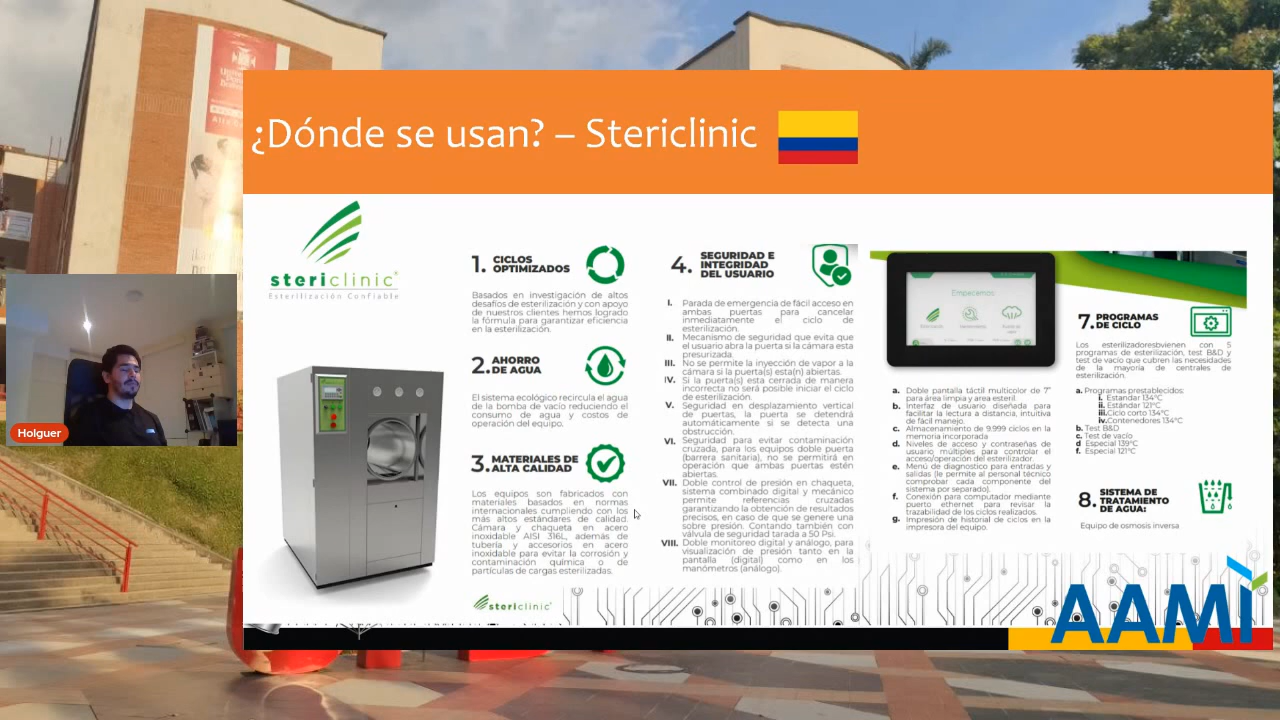 ¿Dónde se usan? – Stericlinic
stericlinic®
Esterilización Confiable
1. CICLOS
OPTIMIZADOS
Basados en investigación de altos
desafíos de esterilización y con apoyo
de nuestros clientes hemos logrado
la fórmula para garantizar eficiencia
en la esterilización.
2. AHORRO
DE AGUA
El sistema ecológico recircula el agua
de la bomba de vacío reduciendo el
consumo de agua y costos de
operación del equipo.
3. MATERIALES DE
ALTA CALIDAD
Los equipos son fabricados con
materiales basados en normas
internacionales cumpliendo con los
más altos estándares de calidad.
Cámara y chaqueta en acero
inoxidable AISI 316L, además de
tubería y accesorios en acero
inoxidable para evitar la corrosión y
contaminación química o de
partículas de cargas esterilizadas.
stericlinic®
4. SEGURIDAD E
INTEGRIDAD
DEL USUARIO
I. Parada de emergencia de fácil acceso en
ambas puertas para cancelar
inmediatamente el ciclo de
esterilización.
II. Mecanismo de seguridad que evita que
el usuario abra la puerta si la cámara esta
presurizada.
III. No se permite la inyección de vapor a la
cámara si la puerta(s) esta(n) abiertas.
IV. Si la puerta(s) esta cerrada de manera
incorrecta no será posible iniciar el ciclo
de esterilización.
V. Seguridad en desplazamiento vertical
de puertas, la puerta se detendrá
automáticamente si se detecta una
obstrucción.
VI. Seguridad para evitar contaminación
cruzada, para los equipos doble puerta
(barrera sanitaria), no se permitirá en
operación que ambas puertas estén
abiertas.
VII. Doble control de presión en chaqueta,
sistema combinado digital y mecánico
permite referencias cruzadas
garantizando la obtención de resultados
precisos, en caso de que se genere una
sobre presión. Contando también con
válvula de seguridad tarada a 50 Psi.
VIII. Doble monitoreo digital y análogo, para
visualización de presión tanto en la
pantalla (digital) como en los
manómetros (análogo).
Empecemos
a. Doble pantalla táctil multicolor de 7”
para área limpia y area esteril.
b. Interfaz de usuario diseñada para
facilitar la lectura a distancia, intuitiva
de fácil manejo.
c. Almacenamiento de 9.999 ciclos en la
memoria incorporada
d. Niveles de acceso y contraseñas de
usuario múltiples para controlar el
acceso/operación del esterilizador.
e. Menú de diagnostico para entradas y
salidas (le permite al personal técnico
comprobar cada componente del
sistema por separado).
f. Conexión para computador mediante
puerto ethernet para revisar la
trazabilidad de los ciclos realizados.
g. Impresión de historial de ciclos en la
impresora del equipo.
7. PROGRAMAS
DE CICLO
Los esterilizadoresbvienen con 5
programas de esterilización, test B&D y
test de vacío que cubren las necesidades
de la mayoría de centrales de
esterilización.
a. Programas prestablecidos:
i. Estandar 134°C
ii. Estándar 121°C
iii.Ciclo corto 134°C
iv.Contenedores 134°C
b. Test B&D
c. Test de vacío
d Especial 139°C
f. Especial 121°C
8. SISTEMA DE
TRATAMIENTO
DE AGUA:
Equipo de osmosis inversa
AAMI
Holguer